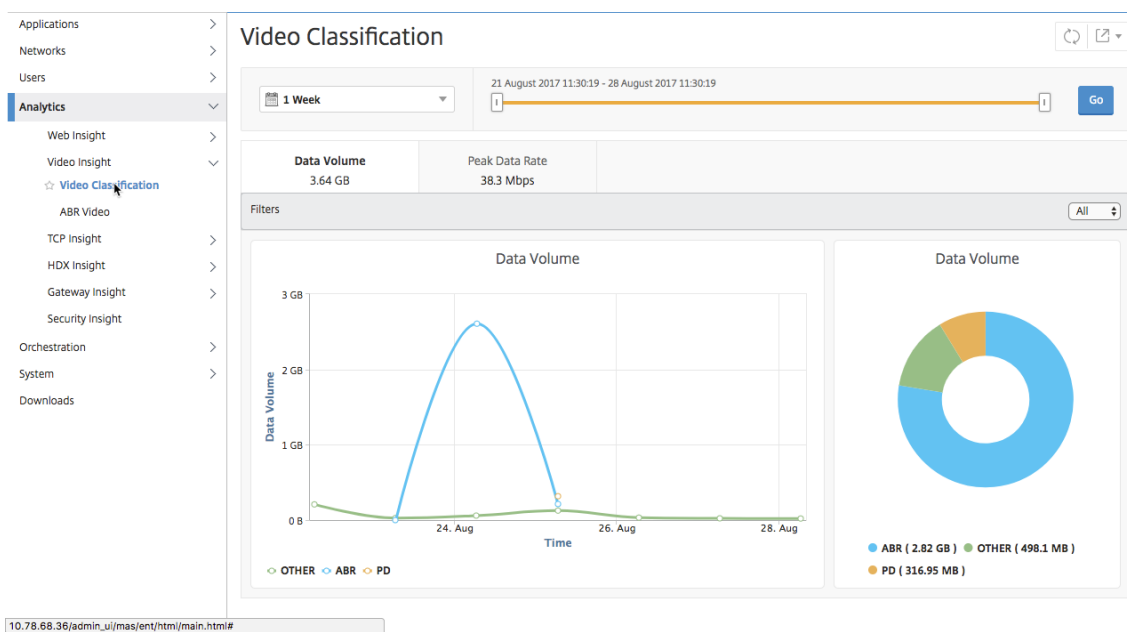 Applications
Networks
Users
Analytics
Web Insight
Video Insight
Video Classification
ABR Video
TCP Insight
HDX Insight
Gateway Insight
Security Insight
Orchestration
System
Downloads
Video Classification
1 Week
21 August 2017 11:30:19 - 28 August 2017 11:30:19
Go
Data Volume
3.64 GB
Peak Data Rate
38.3 Mbps
Filters
All
Data Volume
3 GB
2 GB
1 GB
0 B
Data Volume
24. Aug
26. Aug
28. Aug
Time
OTHER ABR PD
Data Volume
ABR ( 2.82 GB ) OTHER ( 498.1 MB )
PD ( 316.95 MB )
10.78.68.36/admin_ui/mas/ent/html/main.html#